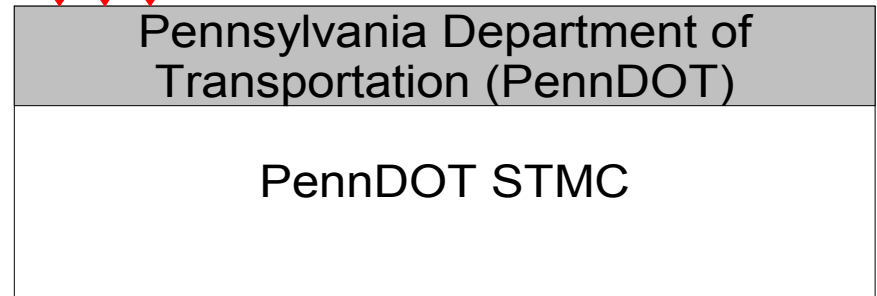 Pennsylvania Department of
Transportation (PennDOT)
PennDOT STMC